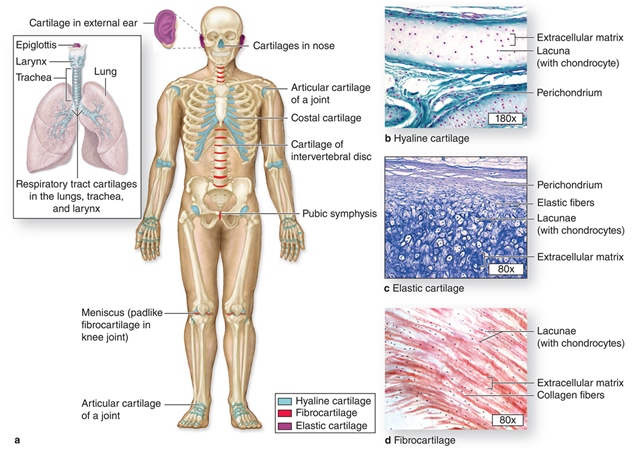 Cartilage in external ear
Epiglottis
Larynx
Trachea
Lung
Respiratory tract cartilages
in the lungs, trachea,
and larynx
Cartilages in nose
Articular cartilage
of a joint
Costal cartilage
Cartilage of
intervertebral disc
Pubic symphysis
Meniscus (padlike
fibrocartilage in
knee joint)
Articular cartilage
of a joint
Hyaline cartilage
Fibrocartilage
Elastic cartilage
a
Extracellular matrix
Lacuna
(with chondrocyte)
Perichondrium
180x
b Hyaline cartilage
Perichondrium
Elastic fibers
Lacunae
(with chondrocytes)
Extracellular matrix
80x
c Elastic cartilage
Lacunae
(with chondrocytes)
Extracellular matrix
Collagen fibers
80x
d Fibrocartilage